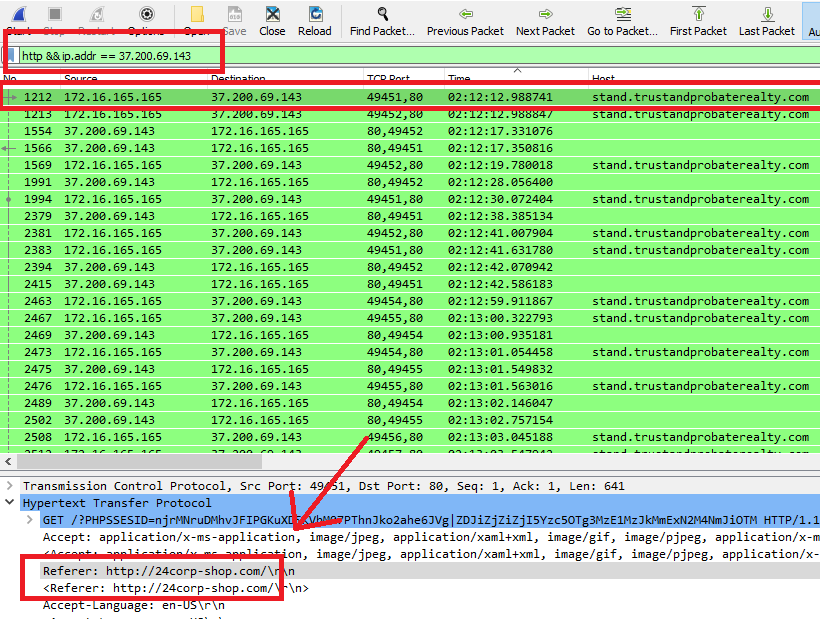 Start Stop Restart Options Open Save Close Reload Find Packet... Previous Packet Next Packet Go to Packet... First Packet Last Packet Au
http && ip.addr == 37.200.69.143
No. Source Destination TCP Port Time Host
1212 172.16.165.165 37.200.69.143 49451,80 02:12:12.988741 stand.trustandprobaterealty.com
1213 172.16.165.165 37.200.69.143 49452,80 02:12:12.988847 stand.trustandprobaterealty.com
1554 37.200.69.143 172.16.165.165 80,49452 02:12:17.331076
1566 37.200.69.143 172.16.165.165 80,49451 02:12:17.350816
1569 172.16.165.165 37.200.69.143 49452,80 02:12:19.780018 stand.trustandprobaterealty.com
1991 37.200.69.143 172.16.165.165 80,49452 02:12:28.056400
1994 172.16.165.165 37.200.69.143 49451,80 02:12:30.072404 stand.trustandprobaterealty.com
2379 37.200.69.143 172.16.165.165 80,49451 02:12:38.385134
2381 172.16.165.165 37.200.69.143 49452,80 02:12:41.007904 stand.trustandprobaterealty.com
2383 172.16.165.165 37.200.69.143 49451,80 02:12:41.631780 stand.trustandprobaterealty.com
2394 37.200.69.143 172.16.165.165 80,49452 02:12:42.070942
2415 37.200.69.143 172.16.165.165 80,49451 02:12:42.586183
2463 172.16.165.165 37.200.69.143 49454,80 02:12:59.911867 stand.trustandprobaterealty.com
2467 172.16.165.165 37.200.69.143 49455,80 02:13:00.322793 stand.trustandprobaterealty.com
2469 37.200.69.143 172.16.165.165 80,49454 02:13:00.935181
2473 172.16.165.165 37.200.69.143 49454,80 02:13:01.054458 stand.trustandprobaterealty.com
2475 37.200.69.143 172.16.165.165 80,49455 02:13:01.549832
2476 172.16.165.165 37.200.69.143 49455,80 02:13:01.563016 stand.trustandprobaterealty.com
2489 37.200.69.143 172.16.165.165 80,49454 02:13:02.146047
2502 37.200.69.143 172.16.165.165 80,49455 02:13:02.757154
2508 172.16.165.165 37.200.69.143 49456,80 02:13:03.045188 stand.trustandprobaterealty.com
Transmission Control Protocol, Src Port: 49451, Dst Port: 80, Seq: 1, Ack: 1, Len: 641
Hypertext Transfer Protocol
GET HTTP/1.1
Accept: application/x-ms-application, image/jpeg, application/xaml+xml, image/gif, image/pjpeg, application/x-m
<Accept: application/x-ms-application, image/jpeg, application/xaml+xml, image/gif, image/pjpeg, application/x-
Referer: http://24corp-shop.com/\r\n
<Referer: http://24corp-shop.com/\r\n>
Accept-Language: en-US\r\n